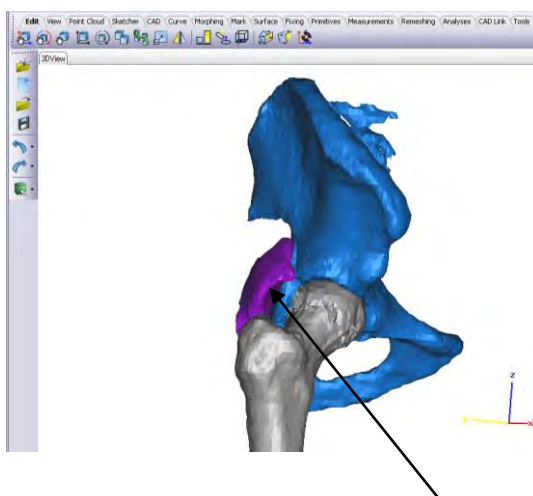 Edit View Point Cloud Sketcher CAD Curve Morphing Mark Surface Fixing Primitives Measurements Remeshing Analyses CAD Link Tools
3DView
z
x